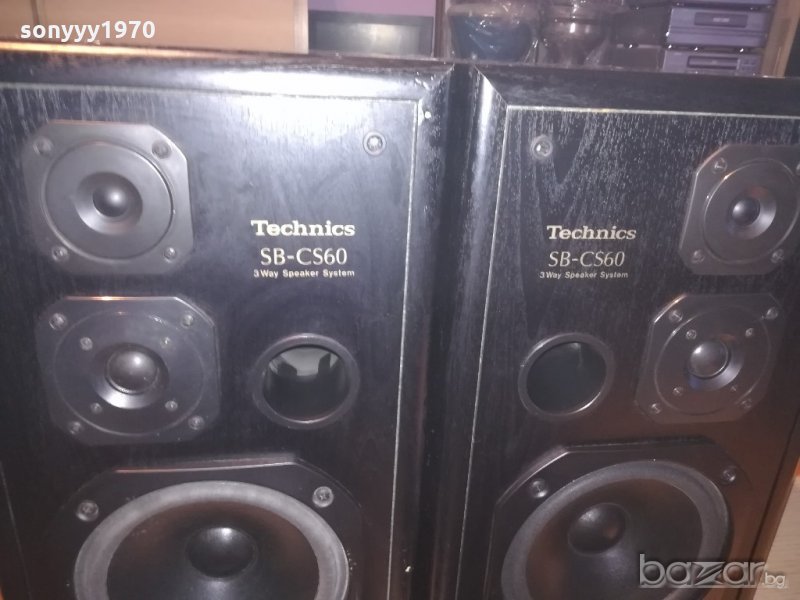 sonyyy1970
Technics
SB-CS60
3 Way Speaker System
Technics
SB-CS60
3 Way Speaker System
bazar.bg